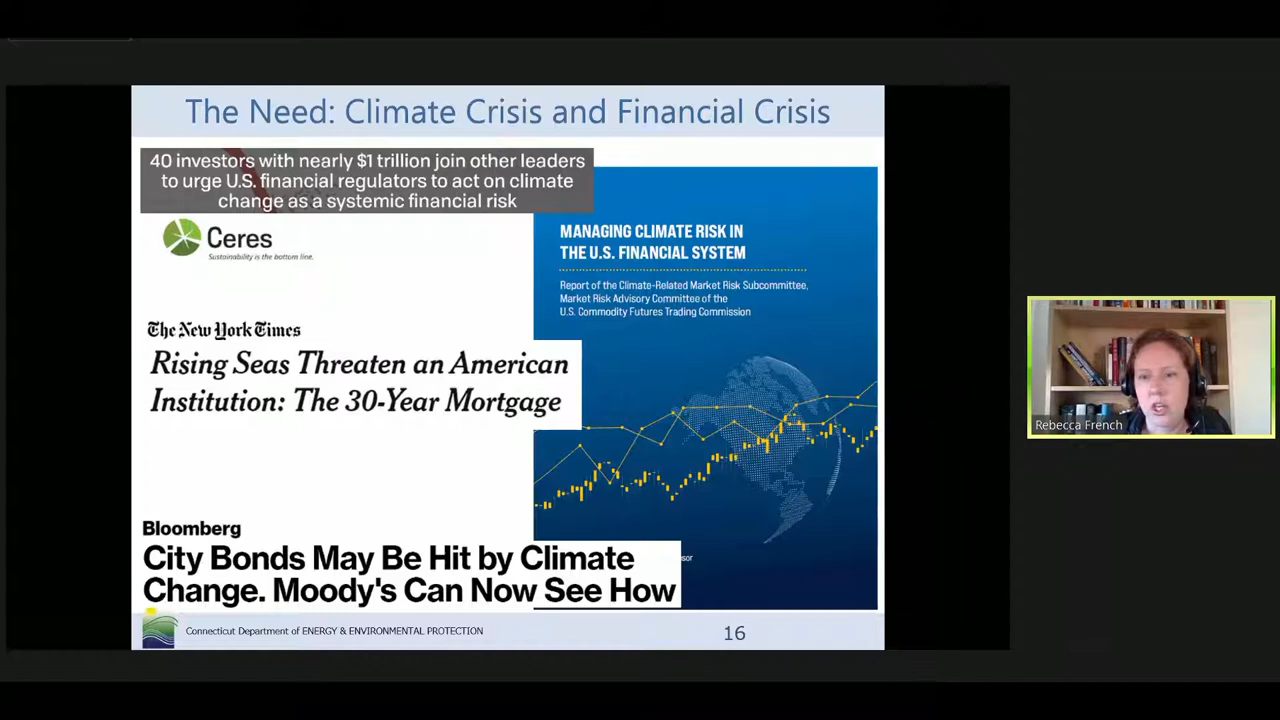 The Need: Climate Crisis and Financial Crisis
40 investors with nearly $1 trillion join other leaders
to urge U.S. financial regulators to act on climate
change as a systemic financial risk
Ceres
Sustainability is the bottom line.
MANAGING CLIMATE RISK IN
THE U.S. FINANCIAL SYSTEM
Report of the Climate-Related Market Risk Subcommittee,
Market Risk Advisory Committee of the
U.S. Commodity Futures Trading Commission
The New York Times
Rising Seas Threaten an American
Institution: The 30-Year Mortgage
Bloomberg
City Bonds May Be Hit by Climate
Change. Moody's Can Now See How
Connecticut Department of ENERGY & ENVIRONMENTAL PROTECTION
16
Rebecca French